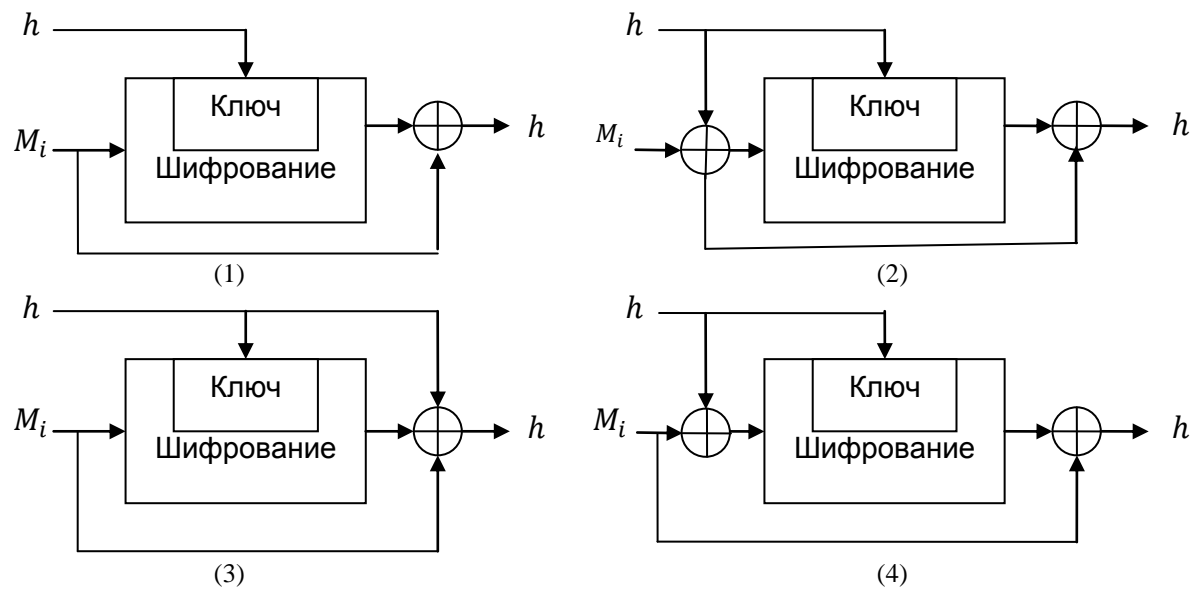 h
Ключ
M_i
Шифрование
h
(1)
h
Ключ
M_i
Шифрование
h
(2)
h
Ключ
M_i
Шифрование
h
(3)
h
Ключ
M_i
Шифрование
h
(4)